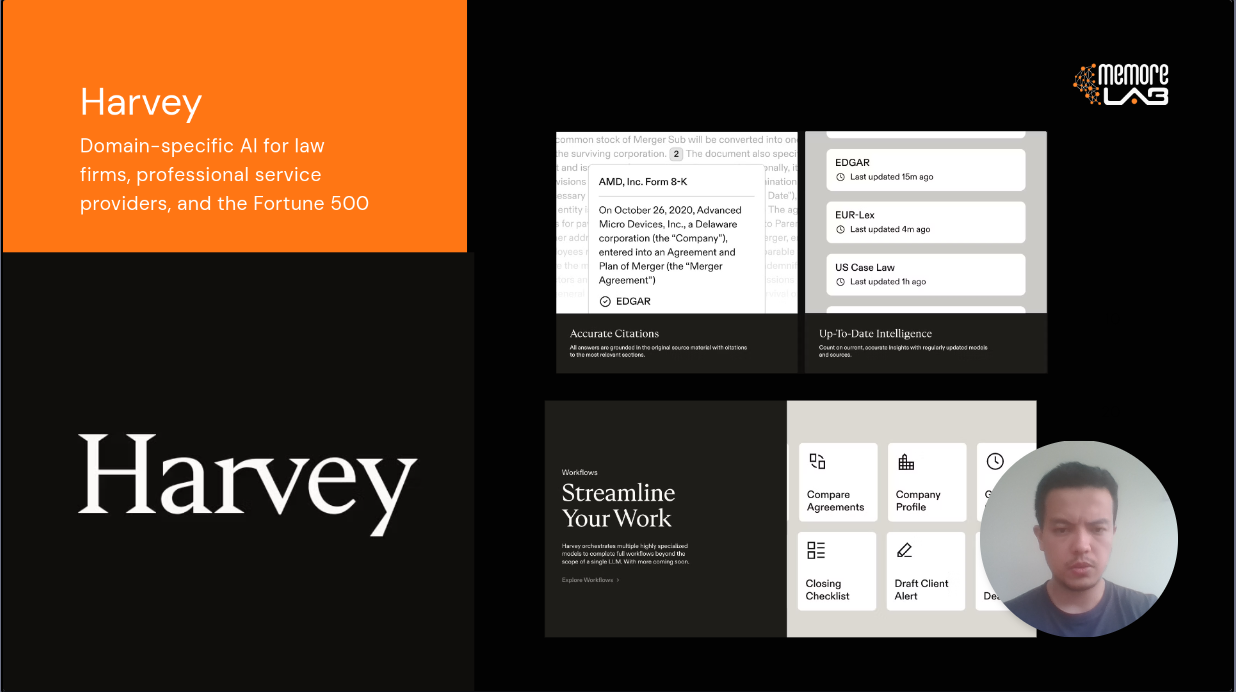 Harvey
Domain-specific AI for law
firms, professional service
providers, and the Fortune 500
Harvey
memore
LAB
common stock of Merger Sub will be converted into
the surviving corporation. 2 The document also
AMD, Inc. Form 8-K
On October 26, 2020, Advanced
Micro Devices, Inc., a Delaware
corporation (the “Company”),
entered into an Agreement and
Plan of Merger (the “Merger
Agreement”)
EDGAR
Accurate Citations
All answers are grounded in the original source material with citations
to the most relevant sections.
EDGAR
Last updated 15m ago
EUR-Lex
Last updated 4m ago
US Case Law
Last updated 1h ago
Up-To-Date Intelligence
Count on current, accurate insights with regularly updated models
and sources.
Workflows
Streamline
Your Work
Harvey orchestrates multiple highly specialized
models to complete full workflows beyond the
scope of a single LLM. With more coming soon.
Explore Workflows >
Compare
Agreements
Company
Profile
Closing
Checklist
Draft Client
Alert